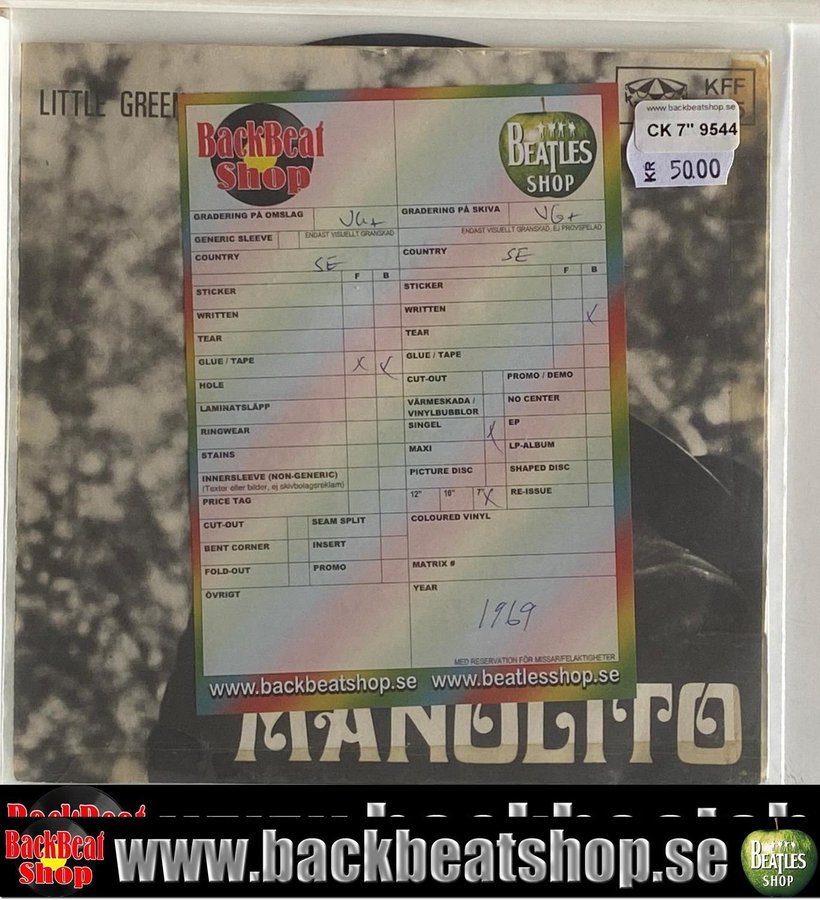 LITTLE GREEN
KFF
www.backbeatshop.se
CK 7" 9544
KR 50.00
BackBeat
Shop
BEATLES
SHOP
GRADERING PÅ OMSLAG VG+ GRADERING PÅ SKIVA VG+
GENERIC SLEEVE ENDAST VISUELLT GRANSKAD ENDAST VISUELLT GRANSKAD, EJ PROVSPELAD
COUNTRY SE COUNTRY SE
F B F B
STICKER STICKER
WRITTEN WRITTEN X
TEAR TEAR
GLUE / TAPE X X GLUE / TAPE
HOLE CUT-OUT PROMO / DEMO
LAMINATSLÄPP VÄRMESKADA / NO CENTER
VINYLBUBBLOR
RINGWEAR SINGEL X EP
STAINS MAXI LP-ALBUM
INNERSLEEVE (NON-GENERIC) PICTURE DISC SHAPED DISC
(Texter eller bilder, ej skivbolagsreklam)
PRICE TAG 12" 10" 7" X RE-ISSUE
CUT-OUT SEAM SPLIT COLOURED VINYL
BENT CORNER INSERT
FOLD-OUT PROMO MATRIX #
ÖVRIGT YEAR
1969
MED RESERVATION FÖR MISSAR/FELAKTIGHETER
www.backbeatshop.se www.beatlesshop.se
MANOLITO
BackBeat
Shop
www.backbeatshop.se
BEATLES
SHOP